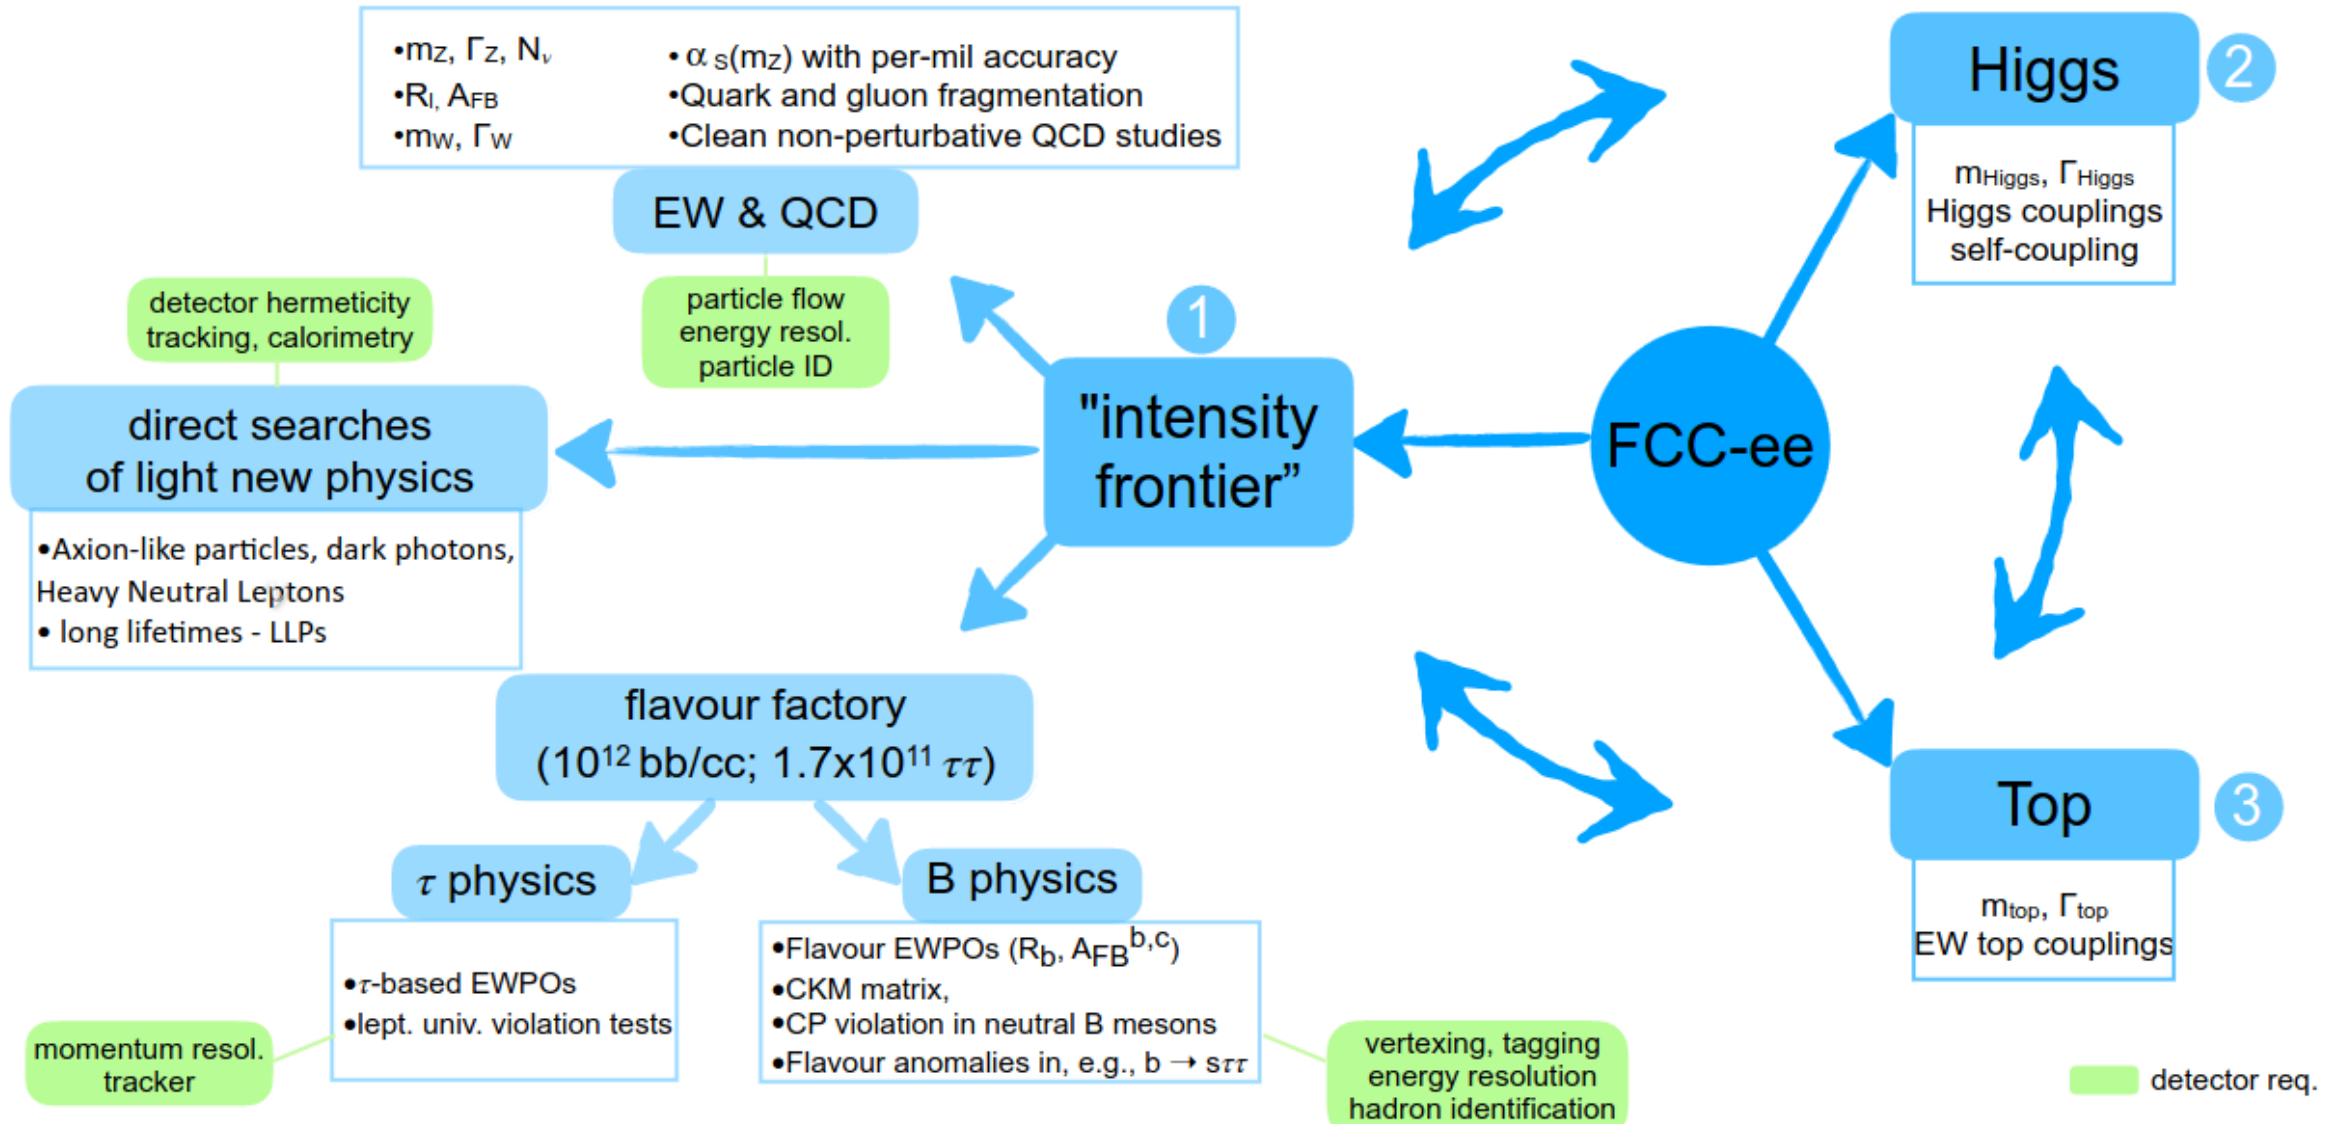 •mZ, ΓZ, Nν
•Rl, AFB
•mW, ΓW
• α s(mZ) with per-mil accuracy
•Quark and gluon fragmentation
•Clean non-perturbative QCD studies
EW & QCD
particle flow
energy resol.
particle ID
detector hermeticity
tracking, calorimetry
direct searches
of light new physics
•Axion-like particles, dark photons,
Heavy Neutral Leptons
• long lifetimes - LLPs
1
"intensity
frontier”
FCC-ee
Higgs
2
mHiggs, ΓHiggs
Higgs couplings
self-coupling
Top
3
mtop, Γtop
EW top couplings
flavour factory
(10¹² bb/cc; 1.7x10¹¹ ττ)
τ physics
•τ-based EWPOs
•lept. univ. violation tests
momentum resol.
tracker
B physics
•Flavour EWPOs (Rb, AFBb,c)
•CKM matrix,
•CP violation in neutral B mesons
•Flavour anomalies in, e.g., b → sττ
vertexing, tagging
energy resolution
hadron identification
detector req.